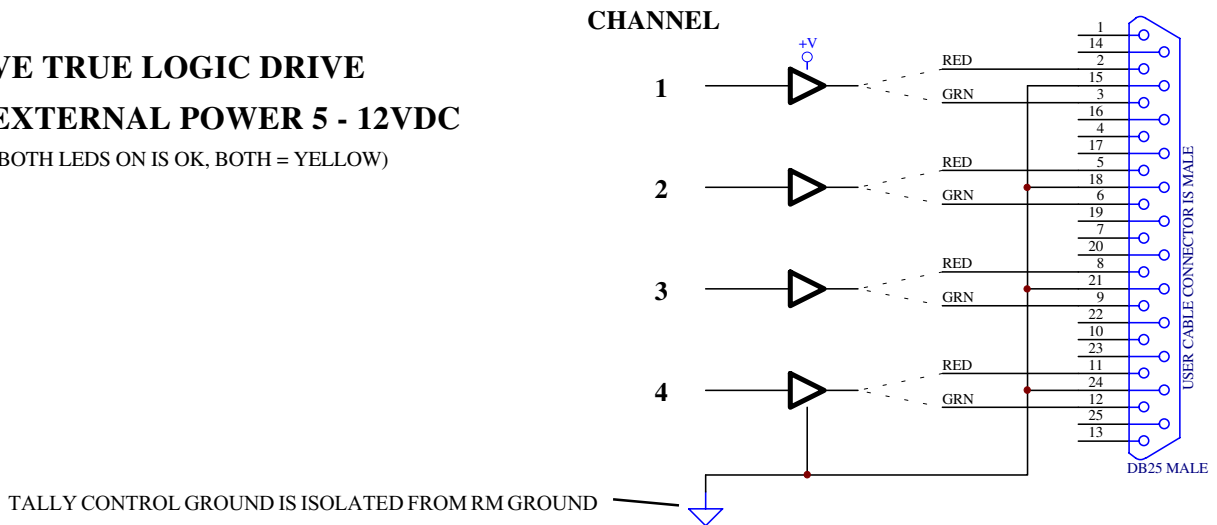 CHANNEL
VE TRUE LOGIC DRIVE
EXTERNAL POWER 5 - 12VDC
BOTH LEDS ON IS OK, BOTH = YELLOW)
+V
1
RED
GRN
2
RED
GRN
3
RED
GRN
4
RED
GRN
1
14
2
15
3
16
4
17
5
18
6
19
7
20
8
21
9
22
10
23
11
24
12
25
13
USER CABLE CONNECTOR IS MALE
DB25 MALE
TALLY CONTROL GROUND IS ISOLATED FROM RM GROUND